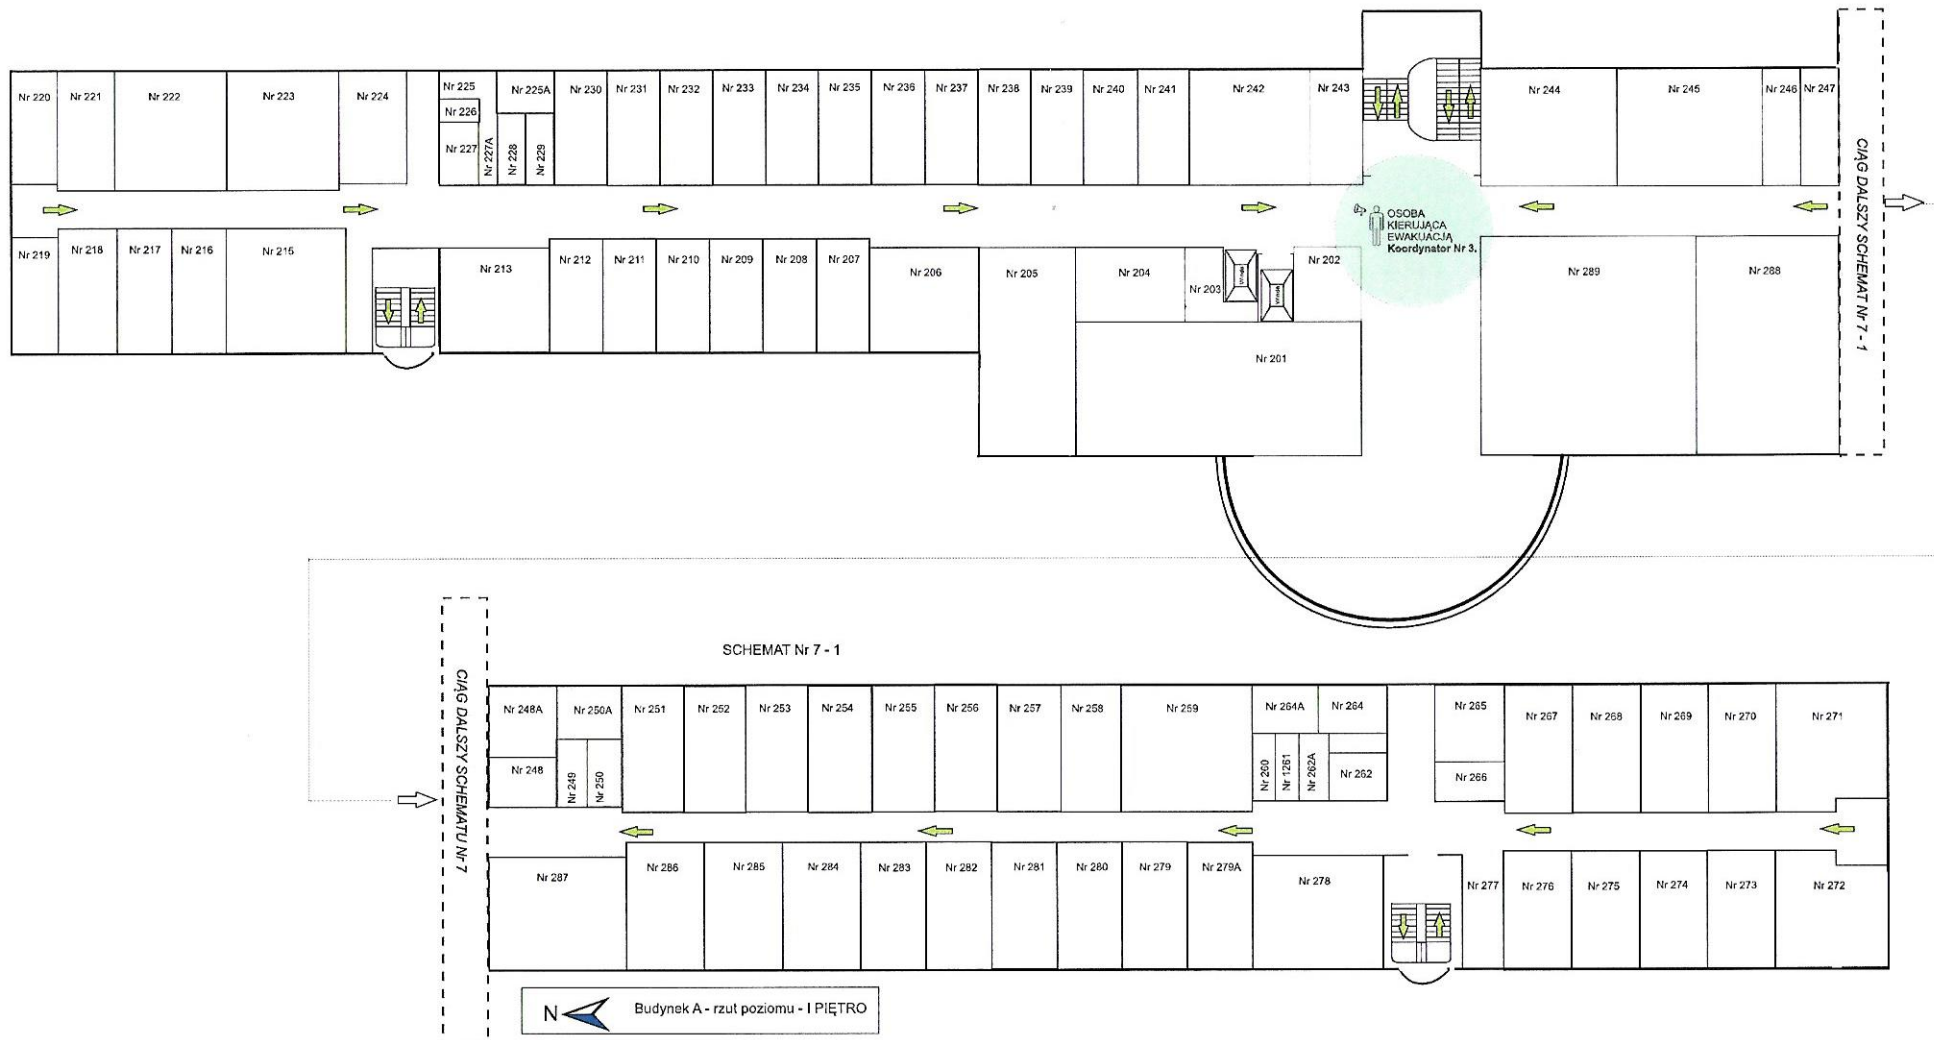 Nr 220
Nr 221
Nr 222
Nr 223
Nr 224
Nr 225
Nr 226
Nr 227
Nr 227A
Nr 225A
Nr 228
Nr 229
Nr 230
Nr 231
Nr 232
Nr 233
Nr 234
Nr 235
Nr 236
Nr 237
Nr 238
Nr 239
Nr 240
Nr 241
Nr 242
Nr 243
Nr 244
Nr 245
Nr 246
Nr 247
CIĄG DALSZY SCHEMAT Nr 7 - 1
OSOBA
KIERUJĄCA
EWAKUACJĄ
Koordynator Nr 3.
Nr 219
Nr 218
Nr 217
Nr 216
Nr 215
Nr 213
Nr 212
Nr 211
Nr 210
Nr 209
Nr 208
Nr 207
Nr 206
Nr 205
Nr 204
Nr 203
Winda
Winda
Nr 202
Nr 201
Nr 289
Nr 288
SCHEMAT Nr 7 - 1
CIĄG DALSZY SCHEMATU Nr 7
Nr 248A
Nr 248
Nr 250A
Nr 249
Nr 250
Nr 251
Nr 252
Nr 253
Nr 254
Nr 255
Nr 256
Nr 257
Nr 258
Nr 259
Nr 264A
Nr 264
Nr 260
Nr 1261
Nr 262A
Nr 262
Nr 265
Nr 266
Nr 267
Nr 268
Nr 269
Nr 270
Nr 271
Nr 287
Nr 286
Nr 285
Nr 284
Nr 283
Nr 282
Nr 281
Nr 280
Nr 279
Nr 279A
Nr 278
Nr 277
Nr 276
Nr 275
Nr 274
Nr 273
Nr 272
N
Budynek A - rzut poziomu - I PIĘTRO